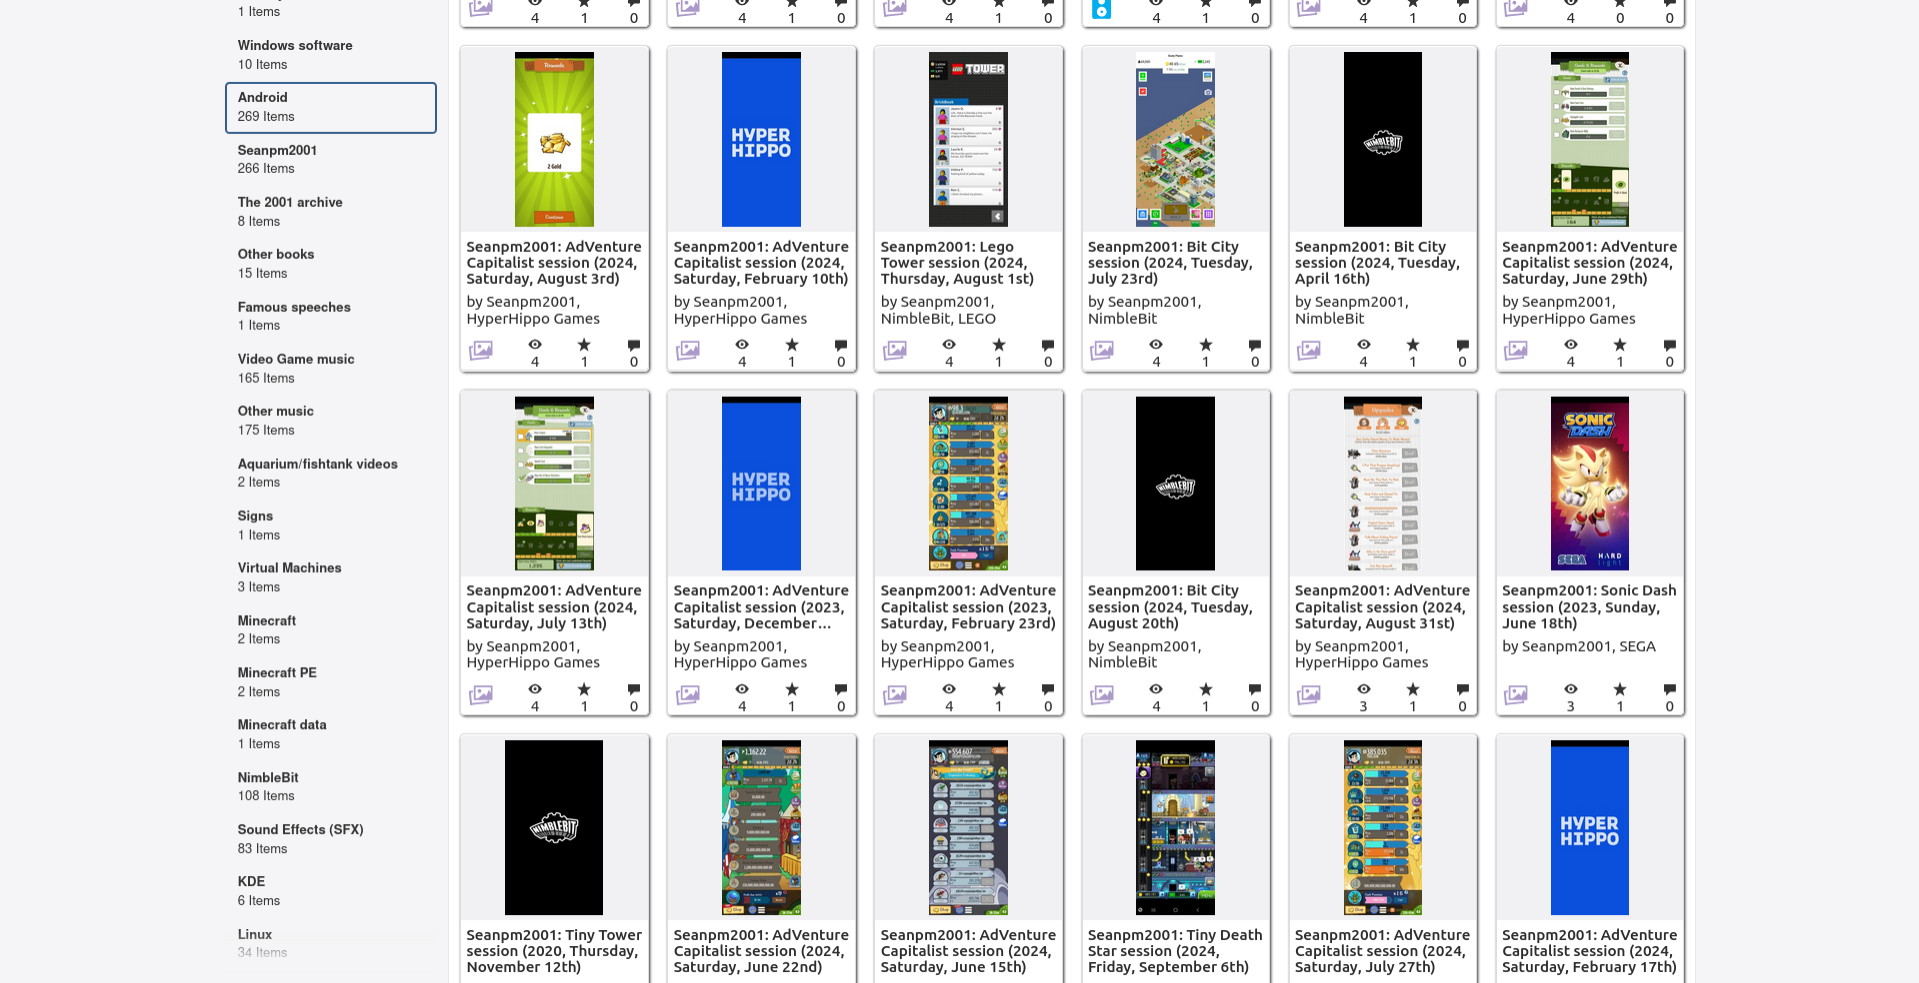 1 Items
Windows software
10 Items
Android
269 Items
Seanpm2001
266 Items
The 2001 archive
8 Items
Other books
15 Items
Famous speeches
1 Items
Video Game music
165 Items
Other music
175 Items
Aquarium/fishtank videos
2 Items
Signs
1 Items
Virtual Machines
3 Items
Minecraft
2 Items
Minecraft PE
2 Items
Minecraft data
1 Items
NimbleBit
108 Items
Sound Effects (SFX)
83 Items
KDE
6 Items
Linux
34 Items
4 1 0
4 1 0
4 1 0
4 1 0
4 1 0
4 0 0
Rewards
2 Gold
Continue
Seanpm2001: AdVenture
Capitalist session (2024,
Saturday, August 3rd)
by Seanpm2001,
HyperHippo Games
4 1 0
HYPER
HIPPO
Seanpm2001: AdVenture
Capitalist session (2024,
Saturday, February 10th)
by Seanpm2001,
HyperHippo Games
4 1 0
LEGO TOWER
Seanpm2001: Lego
Tower session (2024,
Thursday, August 1st)
by Seanpm2001,
NimbleBit, LEGO
4 1 0
Seanpm2001: Bit City
session (2024, Tuesday,
July 23rd)
by Seanpm2001,
NimbleBit
4 1 0
NIMBLEBIT
Seanpm2001: Bit City
session (2024, Tuesday,
April 16th)
by Seanpm2001,
NimbleBit
4 1 0
Seanpm2001: AdVenture
Capitalist session (2024,
Saturday, June 29th)
by Seanpm2001,
HyperHippo Games
4 1 0
Seanpm2001: AdVenture
Capitalist session (2024,
Saturday, July 13th)
by Seanpm2001,
HyperHippo Games
4 1 0
HYPER
HIPPO
Seanpm2001: AdVenture
Capitalist session (2023,
Saturday, December...
by Seanpm2001,
HyperHippo Games
4 1 0
Seanpm2001: AdVenture
Capitalist session (2023,
Saturday, February 23rd)
by Seanpm2001,
HyperHippo Games
4 1 0
NIMBLEBIT
Seanpm2001: Bit City
session (2024, Tuesday,
August 20th)
by Seanpm2001,
NimbleBit
4 1 0
Upgrades
Seanpm2001: AdVenture
Capitalist session (2024,
Saturday, August 31st)
by Seanpm2001,
HyperHippo Games
3 1 0
SONIC
DASH
SEGA
HARD
light
Seanpm2001: Sonic Dash
session (2023, Sunday,
June 18th)
by Seanpm2001, SEGA
3 1 0
NIMBLEBIT
Seanpm2001: Tiny Tower
session (2020, Thursday,
November 12th)
Seanpm2001: AdVenture
Capitalist session (2024,
Saturday, June 22nd)
Seanpm2001: AdVenture
Capitalist session (2024,
Saturday, June 15th)
Seanpm2001: Tiny Death
Star session (2024,
Friday, September 6th)
Seanpm2001: AdVenture
Capitalist session (2024,
Saturday, July 27th)
HYPER
HIPPO
Seanpm2001: AdVenture
Capitalist session (2024,
Saturday, February 17th)